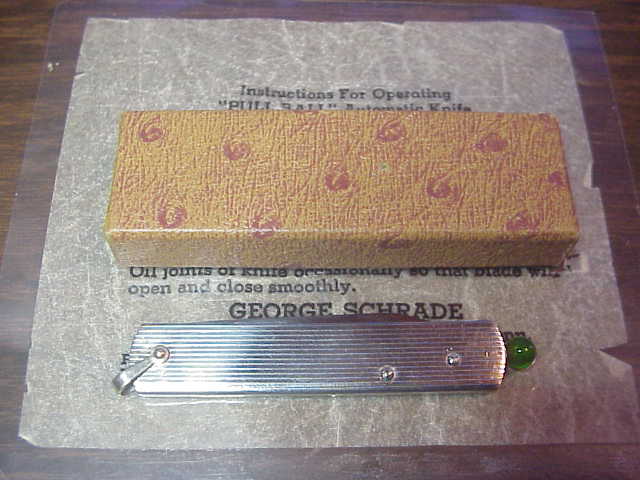 Instructions For Operating
"PULL BALL" Automatic Knife
Oil joints of knife occasionally so that blade will
open and close smoothly.
GEORGE SCHRADE